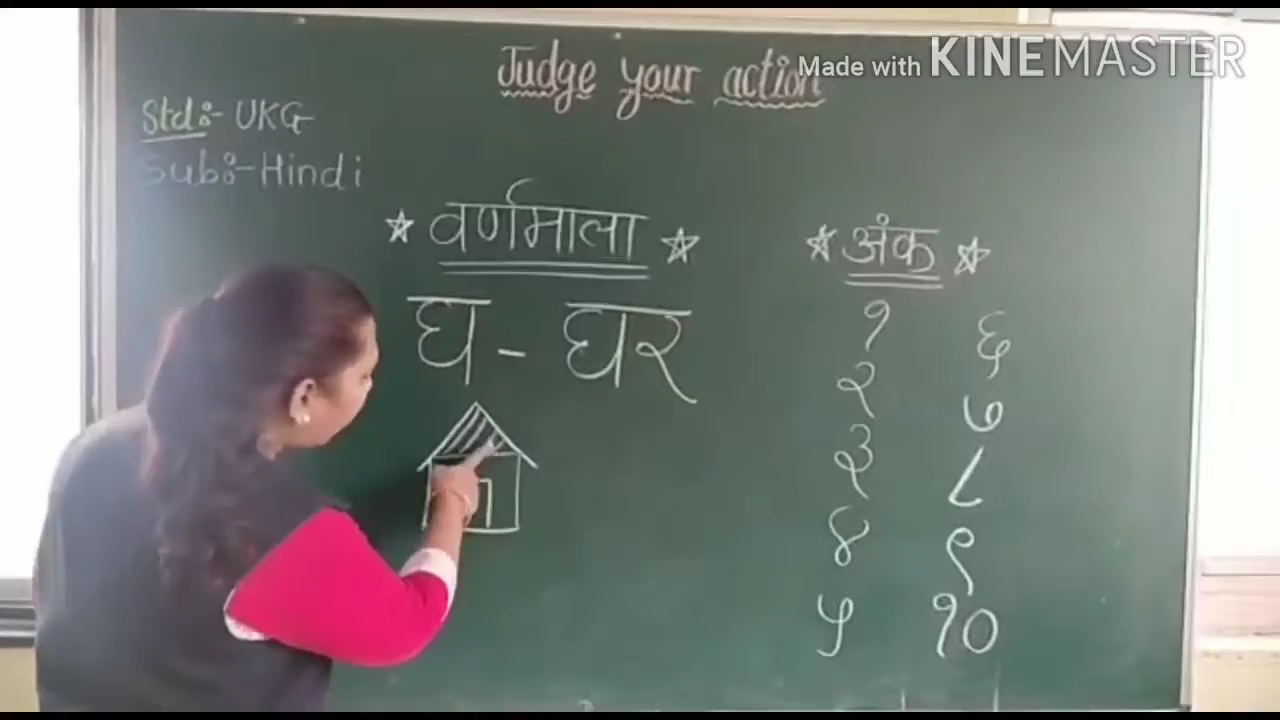 Judge your action
Made with KINEMASTER
Std:- UKG
Sub:- Hindi
वर्णमाला
घ - घर
अंक
१ ६
२ ७
३ ८
४ ९
५ १०